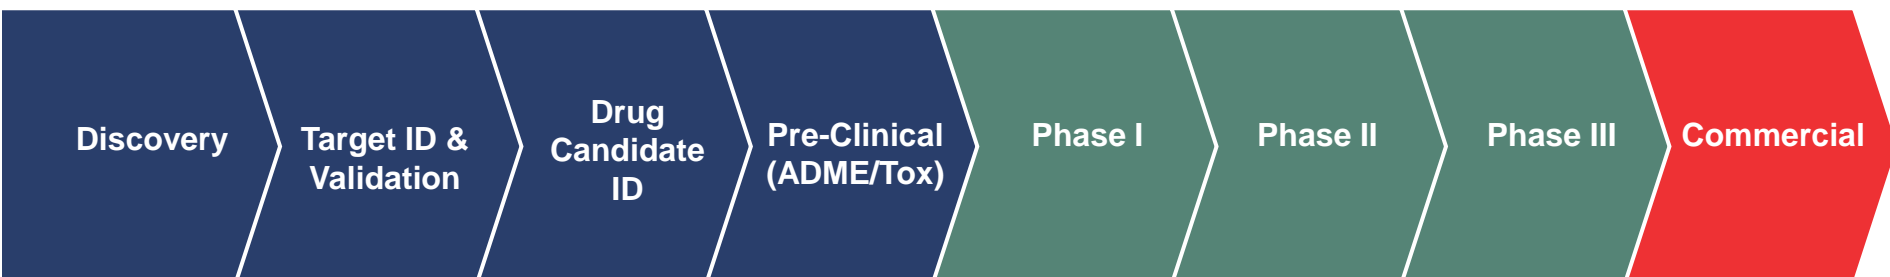 Discovery
Target ID &
Validation
Drug
Candidate
ID
Pre-Clinical
(ADME/Tox)
Phase I
Phase II
Phase III
Commercial